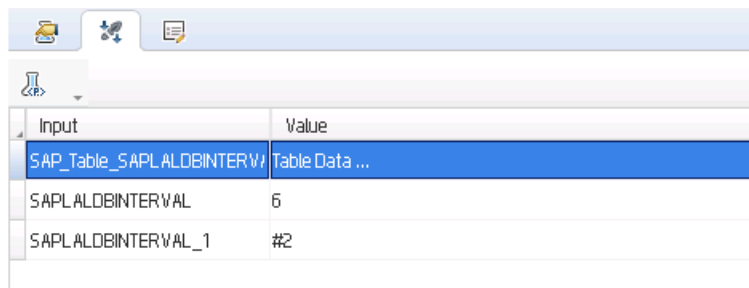 <P>
Input Value
SAP_Table_SAPLALDBINTERVA Table Data ...
SAPLALDBINTERVAL 6
SAPLALDBINTERVAL_1 #2